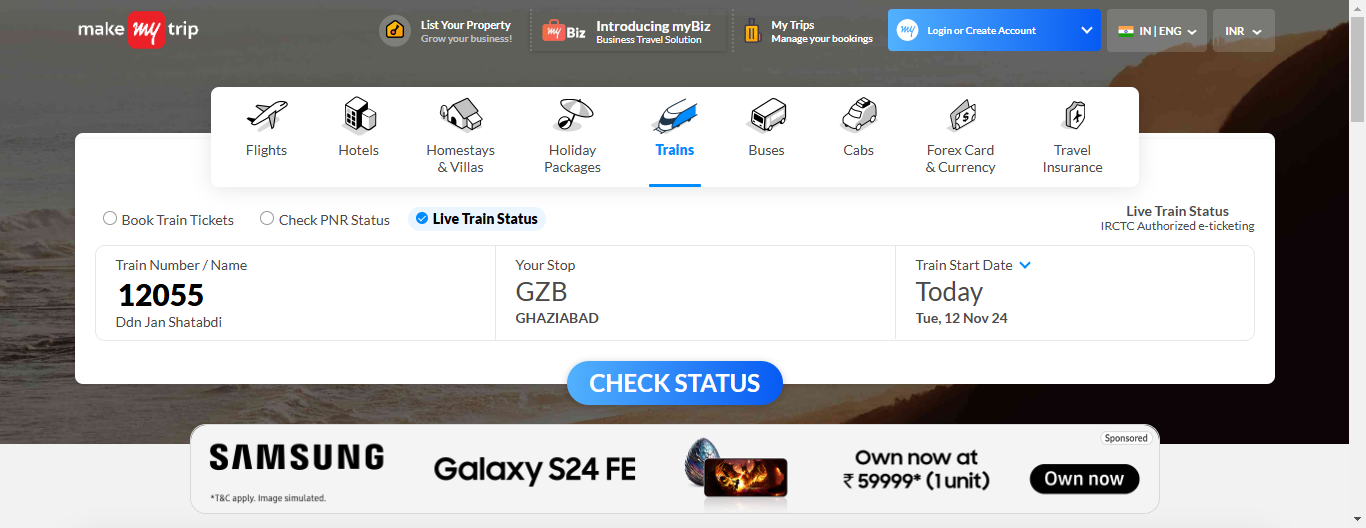 make my trip
List Your Property
Grow your business!
my Biz
Introducing myBiz
Business Travel Solution
My Trips
Manage your bookings
my
Login or Create Account
IN | ENG
INR
Flights
Hotels
Homestays
& Villas
Holiday
Packages
Trains
Buses
Cabs
Forex Card
& Currency
Travel
Insurance
Book Train Tickets
Check PNR Status
Live Train Status
Live Train Status
IRCTC Authorized e-ticketing
Train Number / Name
12055
Ddn Jan Shatabdi
Your Stop
GZB
GHAZIABAD
Train Start Date
Today
Tue, 12 Nov 24
CHECK STATUS
Sponsored
SAMSUNG
*T&C apply. Image simulated.
Galaxy S24 FE
Own now at
₹ 59999* (1 unit)
Own now